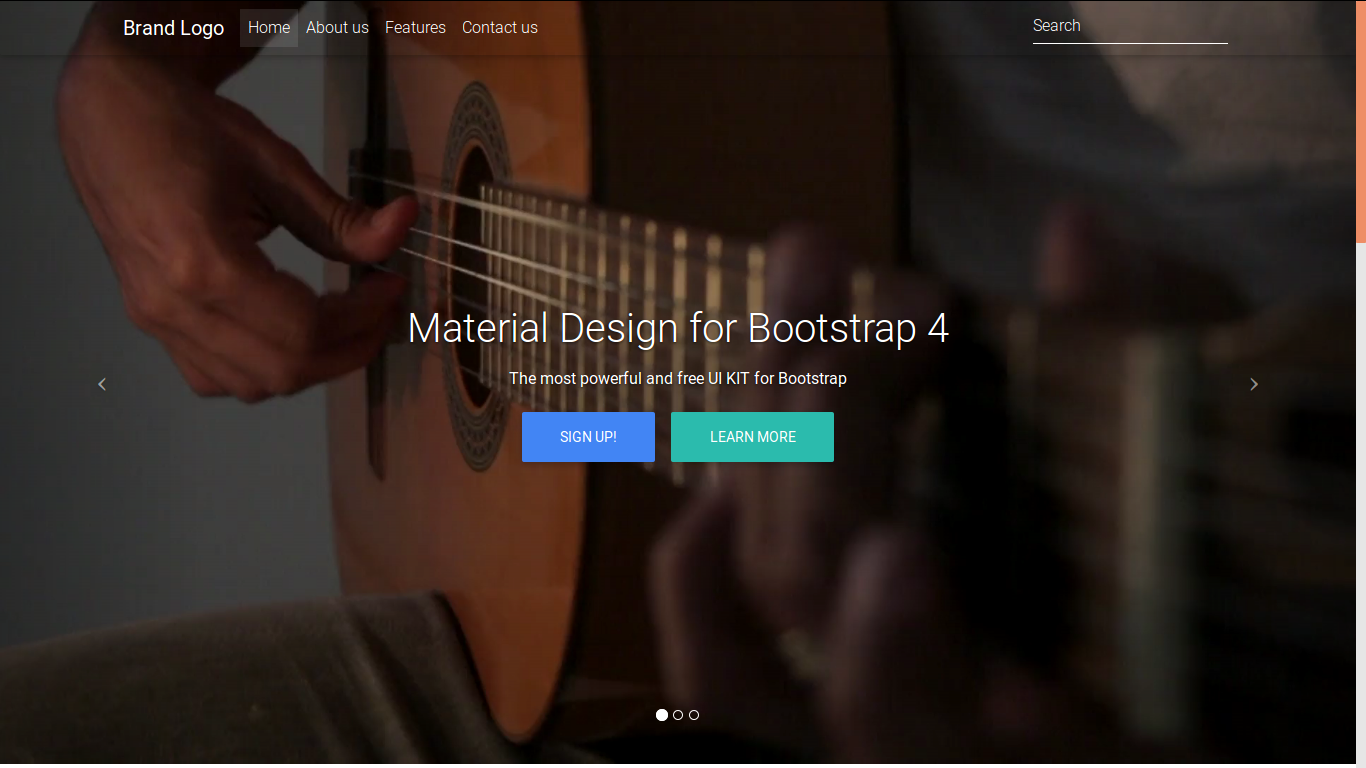 Brand Logo Home About us Features Contact us Search
Material Design for Bootstrap 4
The most powerful and free UI KIT for Bootstrap
SIGN UP! LEARN MORE